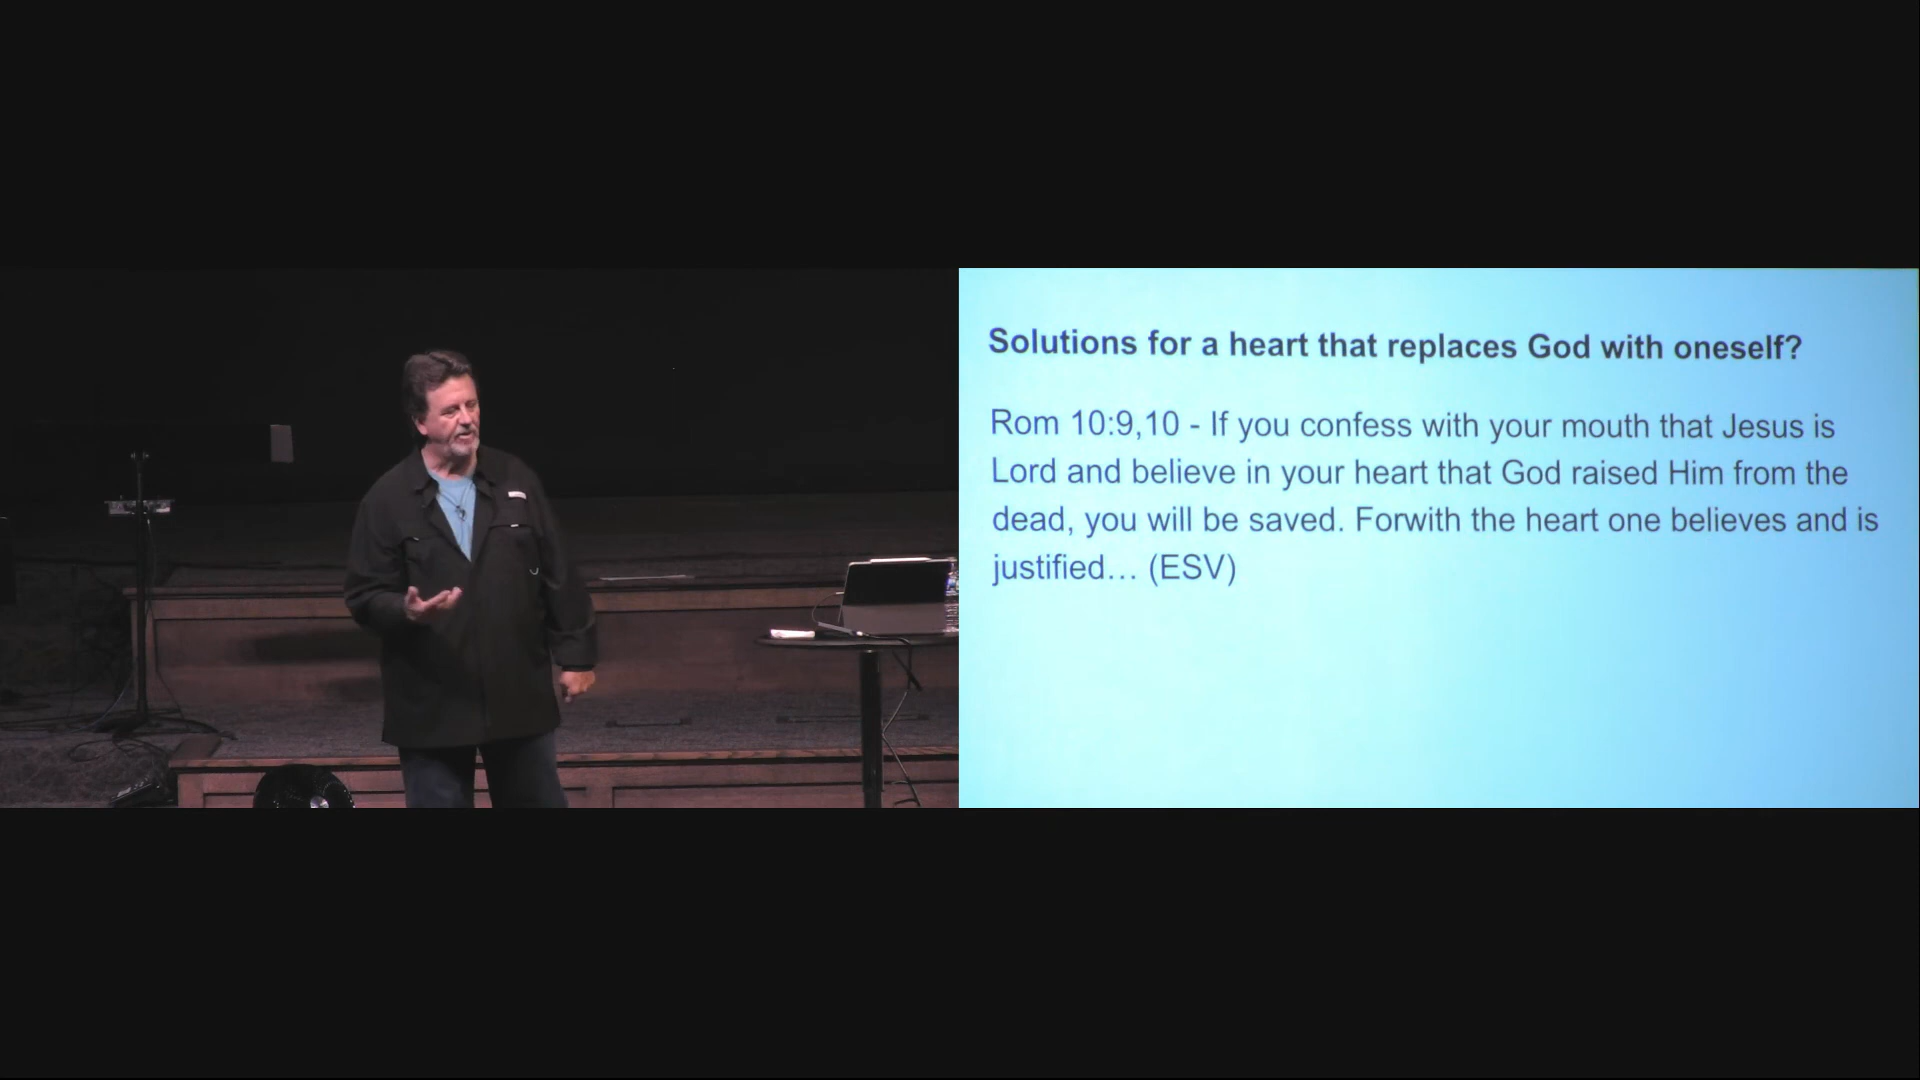 Solutions for a heart that replaces God with oneself?
Rom 10:9,10 - If you confess with your mouth that Jesus is
Lord and believe in your heart that God raised Him from the
dead, you will be saved. Forwith the heart one believes and is
justified… (ESV)